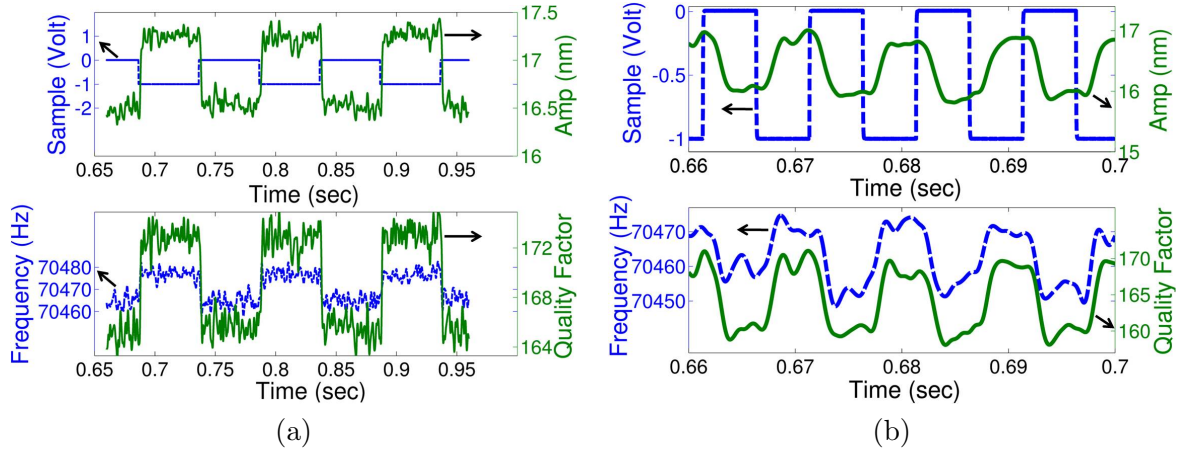 Sample (Volt)
1
0
-1
-2
17.5
17
16.5
16
Amp (nm)
0.65 0.7 0.75 0.8 0.85 0.9 0.95
Time (sec)
Frequency (Hz)
70480
70470
70460
172
168
164
Quality Factor
0.65 0.7 0.75 0.8 0.85 0.9 0.95
Time (sec)
(a)
Sample (Volt)
0
-0.5
-1
17
16
15
Amp (nm)
0.66 0.67 0.68 0.69 0.7
Time (sec)
Frequency (Hz)
70470
70460
70450
170
165
160
Quality Factor
0.66 0.67 0.68 0.69 0.7
Time (sec)
(b)